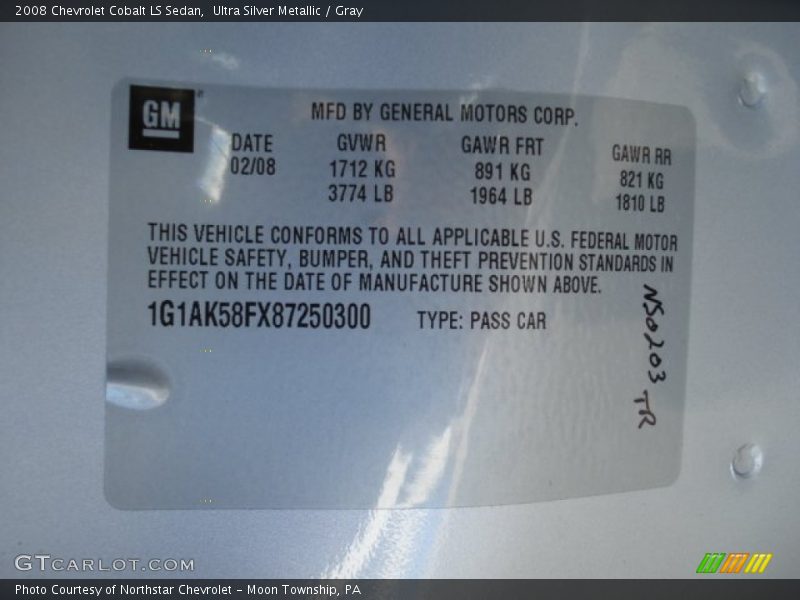 2008 Chevrolet Cobalt LS Sedan,  Ultra Silver Metallic / Gray
GM
MFD BY GENERAL MOTORS CORP.
DATE GVWR GAWR FRT GAWR RR
02/08 1712 KG 891 KG 821 KG
3774 LB 1964 LB 1810 LB
THIS VEHICLE CONFORMS TO ALL APPLICABLE U.S. FEDERAL MOTOR
VEHICLE SAFETY, BUMPER, AND THEFT PREVENTION STANDARDS IN
EFFECT ON THE DATE OF MANUFACTURE SHOWN ABOVE.
1G1AK58FX87250300 TYPE: PASS CAR
NS0203 TR
GTCARLOT.COM
Photo Courtesy of Northstar Chevrolet - Moon Township, PA